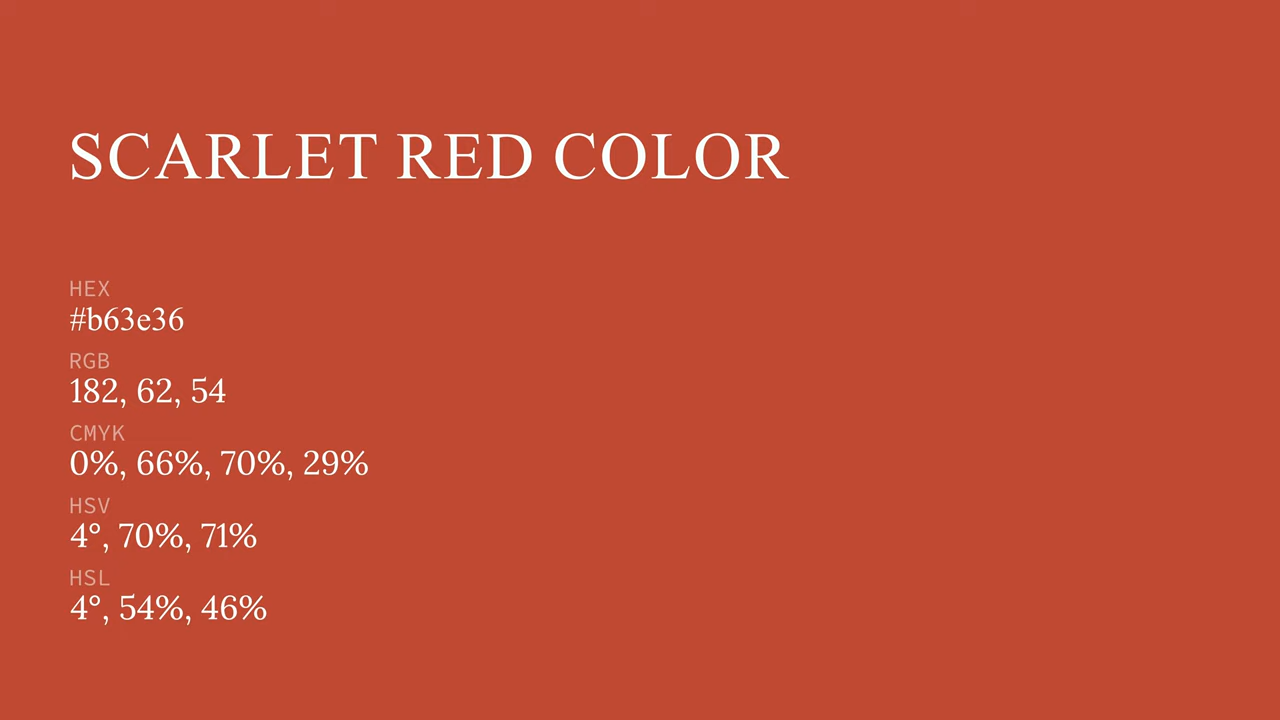 SCARLET RED COLOR
HEX
#b63e36
RGB
182, 62, 54
CMYK
0%, 66%, 70%, 29%
HSV
4°, 70%, 71%
HSL
4°, 54%, 46%